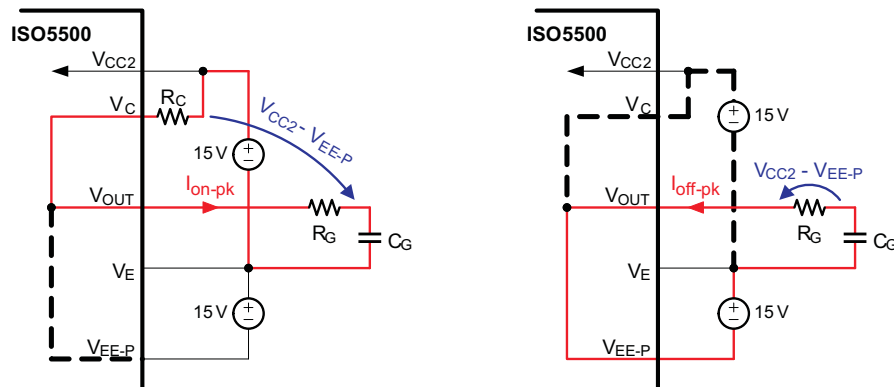 ISO5500
VCC2
VC
RC
VCC2 - VEE-P
15 V
VOUT
Ion-pk
RG
CG
VE
15 V
VEE-P
ISO5500
VCC2
VC
15 V
VOUT
Ioff-pk
VCC2 - VEE-P
RG
CG
VE
15 V
VEE-P